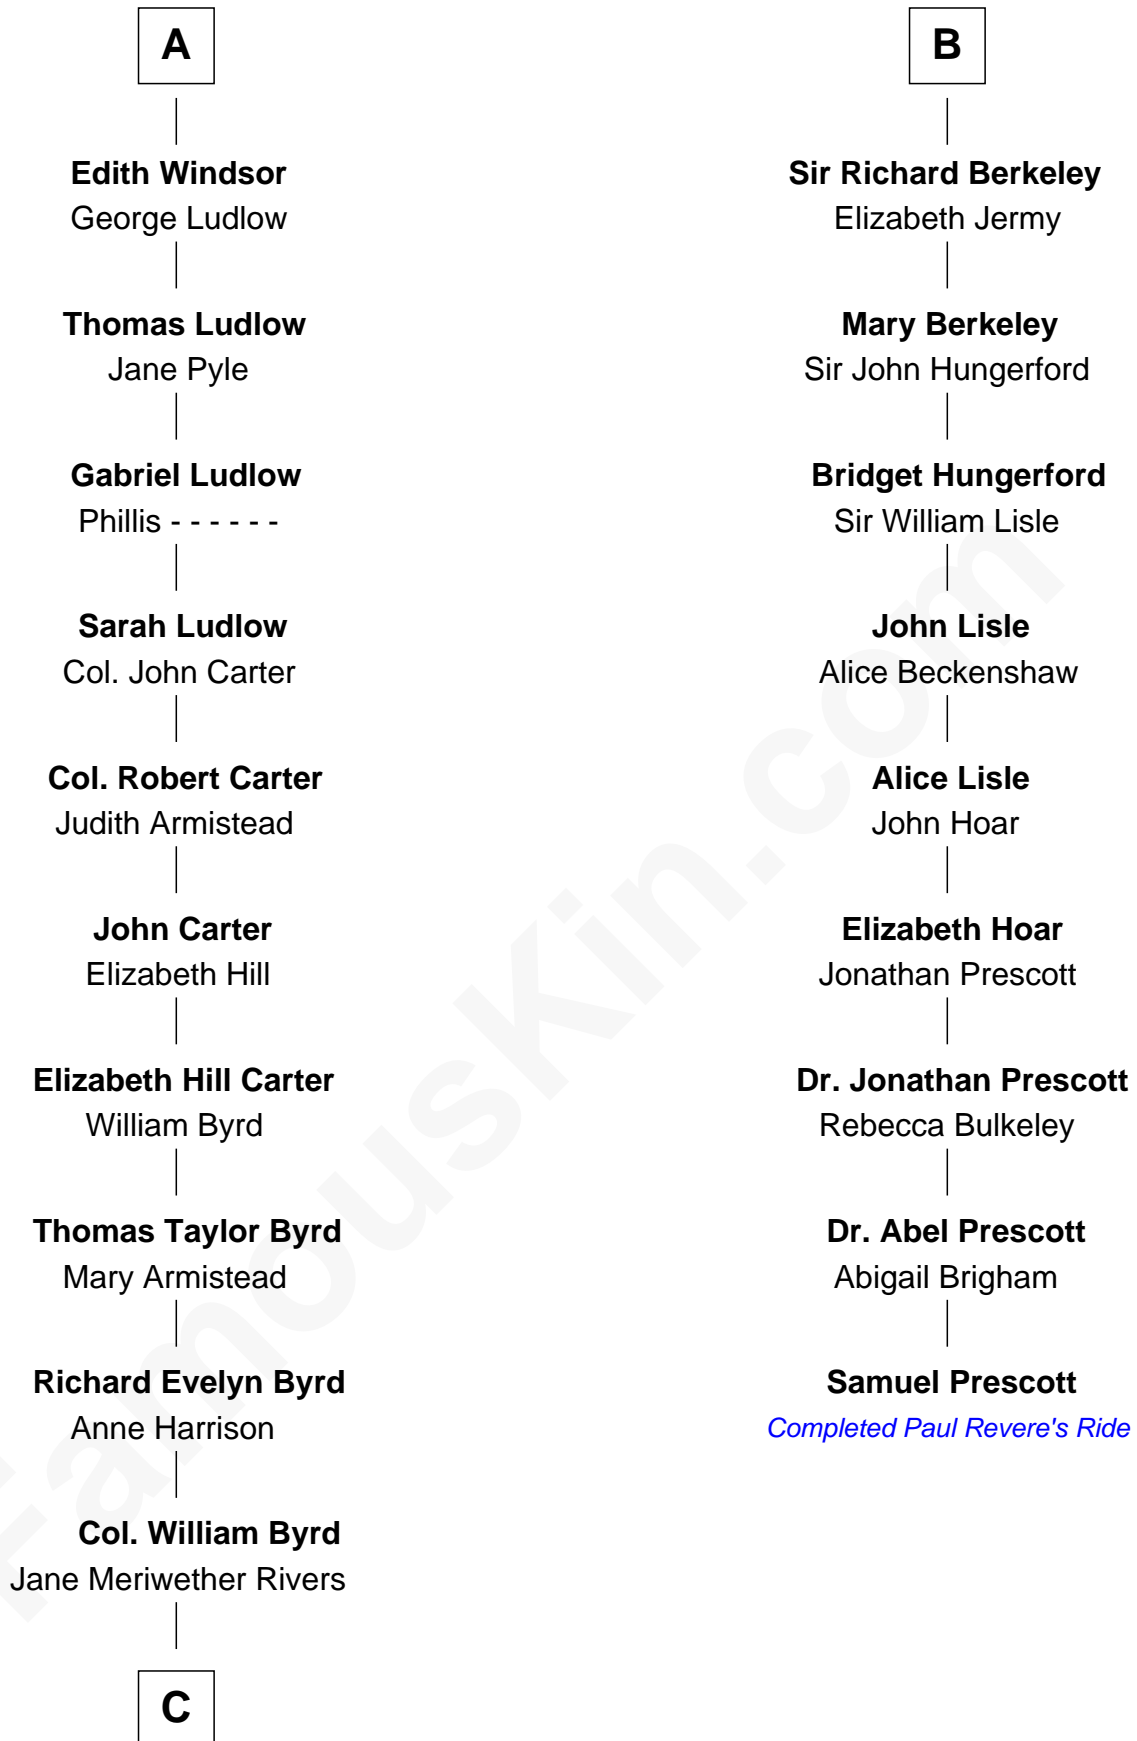 A
Edith Windsor
George Ludlow
Thomas Ludlow
Jane Pyle
Gabriel Ludlow
Phillis - - - - - -
Sarah Ludlow
Col. John Carter
Col. Robert Carter
Judith Armistead
John Carter
Elizabeth Hill
Elizabeth Hill Carter
William Byrd
Thomas Taylor Byrd
Mary Armistead
Richard Evelyn Byrd
Anne Harrison
Col. William Byrd
Jane Meriwether Rivers
C
B
Sir Richard Berkeley
Elizabeth Jermy
Mary Berkeley
Sir John Hungerford
Bridget Hungerford
Sir William Lisle
John Lisle
Alice Beckenshaw
Alice Lisle
John Hoar
Elizabeth Hoar
Jonathan Prescott
Dr. Jonathan Prescott
Rebecca Bulkeley
Dr. Abel Prescott
Abigail Brigham
Samuel Prescott
Completed Paul Revere's Ride
FamousKin.com